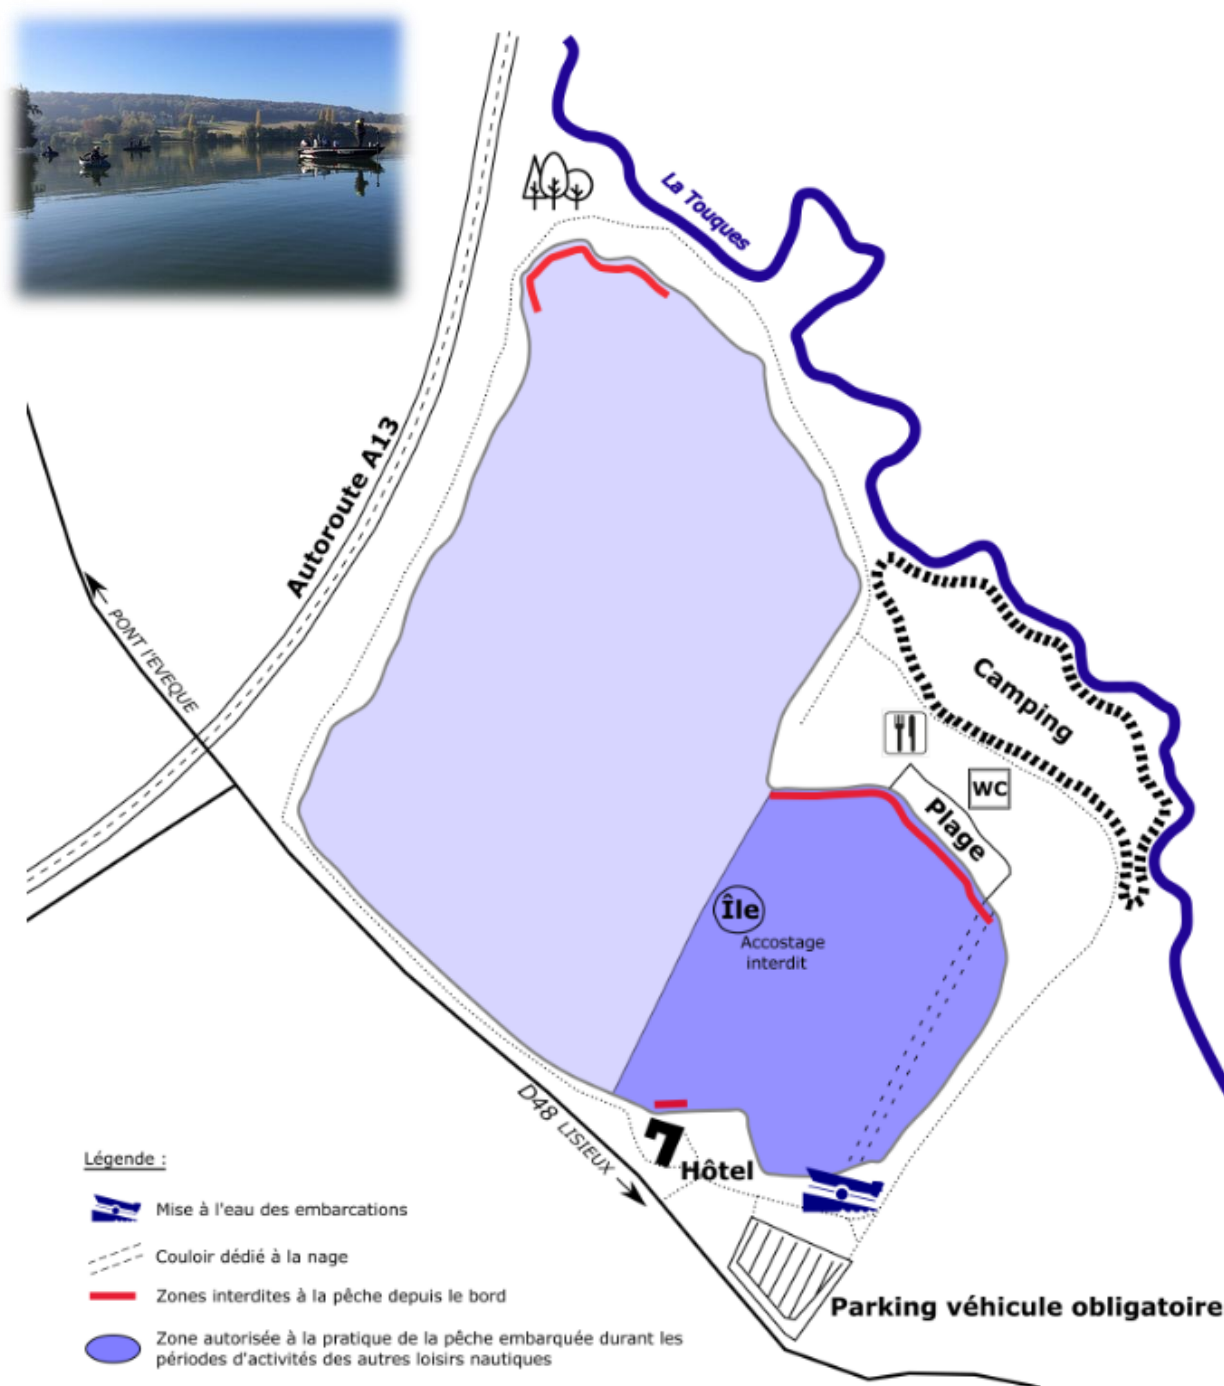 La Touques
Autoroute A13
PONT l'EVEQUE
Camping
WC
Plage
Île
Accostage
interdit
D48 LISIEUX
Hôtel
Parking véhicule obligatoire
Légende :
Mise à l'eau des embarcations
Couloir dédié à la nage
Zones interdites à la pêche depuis le bord
Zone autorisée à la pratique de la pêche embarquée durant les
périodes d'activités des autres loisirs nautiques